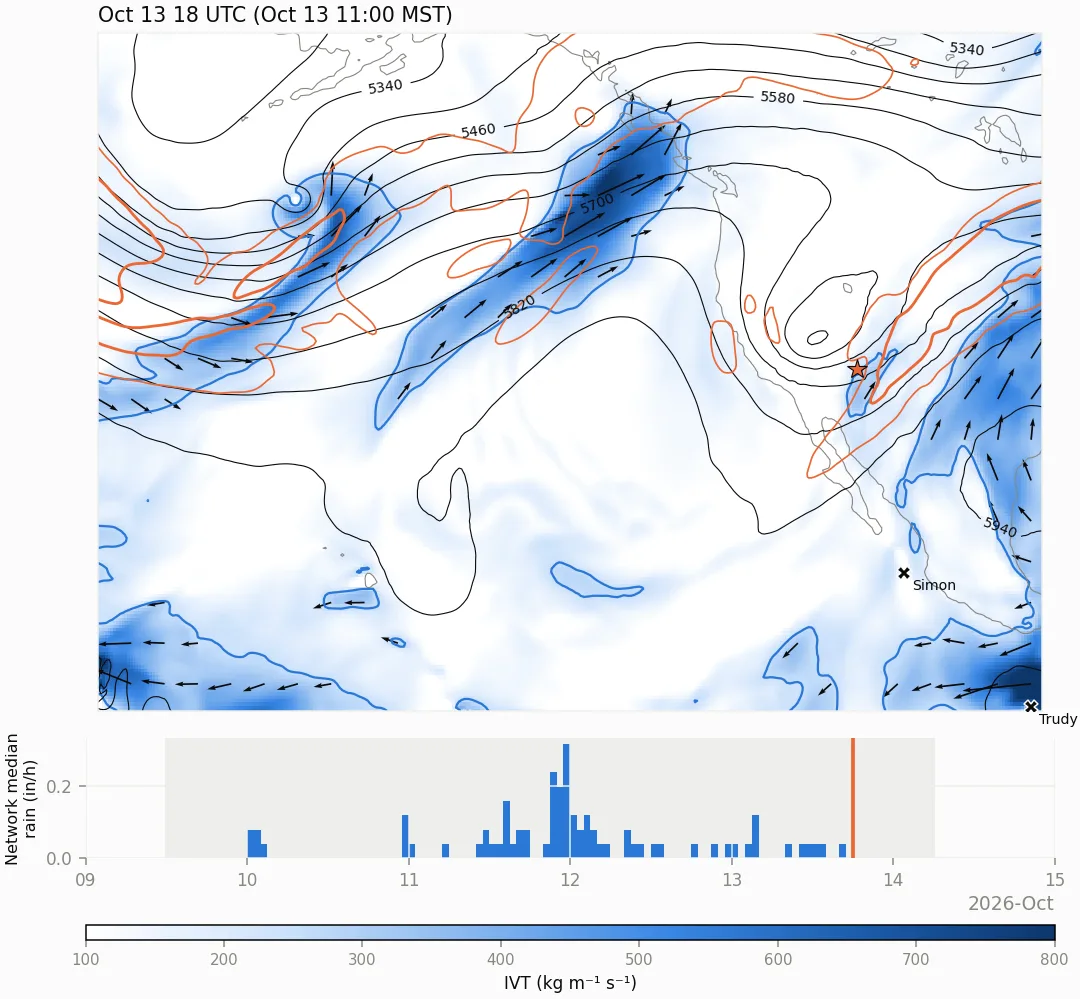 Oct 13 18 UTC (Oct 13 11:00 MST)
5340
5340
5580
5460
5700
5820
5940
Simon
Trudy
Network median
rain (in/h)
0.2
0.0
09 10 11 12 13 14 15
2026-Oct
100 200 300 400 500 600 700 800
IVT (kg m⁻¹ s⁻¹)